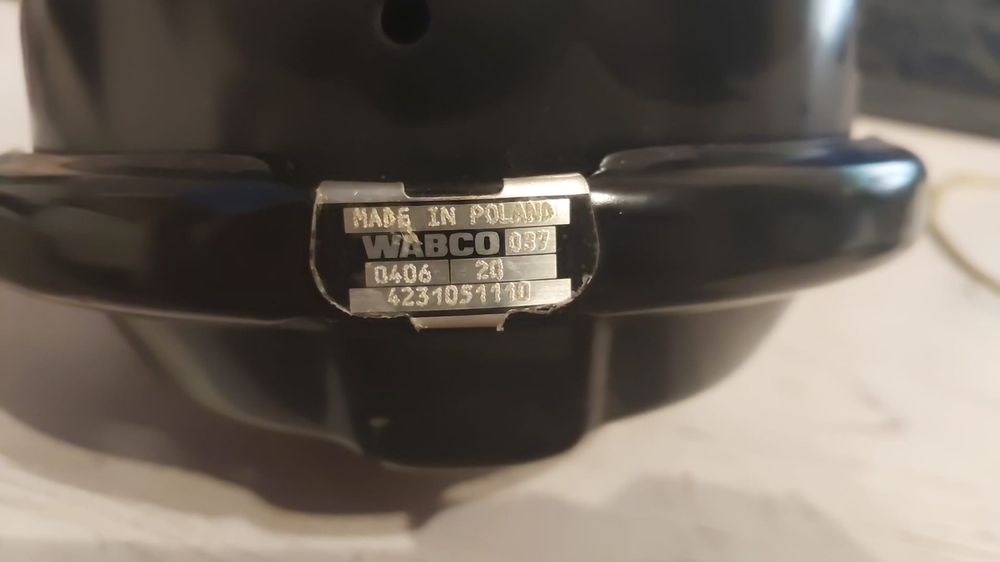 MADE IN POLAND
WABCO 037
0406 20
4231051110